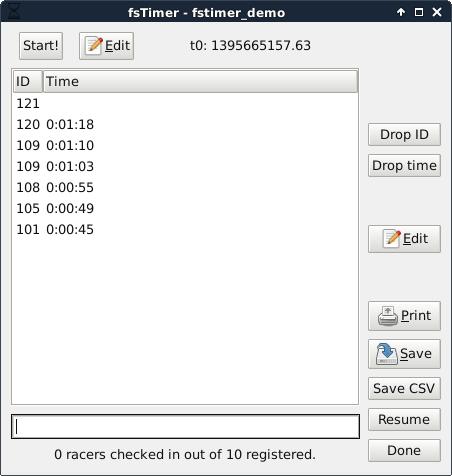 fsTimer - fstimer_demo
Start!
Edit
t0: 1395665157.63
ID Time
121
120 0:01:18
109 0:01:10
109 0:01:03
108 0:00:55
105 0:00:49
101 0:00:45
Drop ID
Drop time
Edit
Print
Save
Save CSV
Resume
Done
0 racers checked in out of 10 registered.